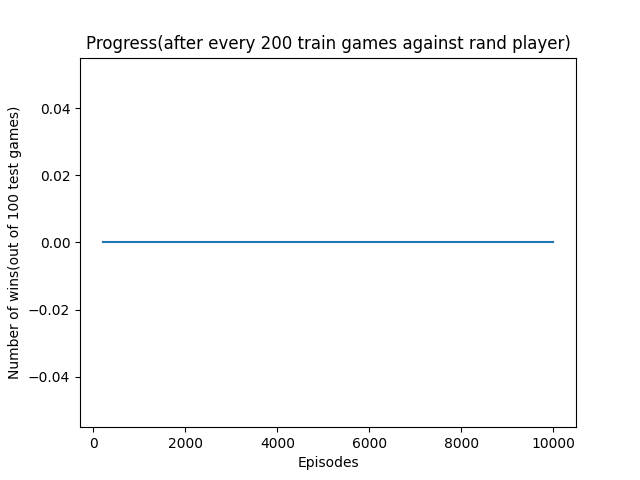 Progress(after every 200 train games against rand player)
Number of wins(out of 100 test games)
0.04
0.02
0.00
−0.02
−0.04
0 2000 4000 6000 8000 10000
Episodes